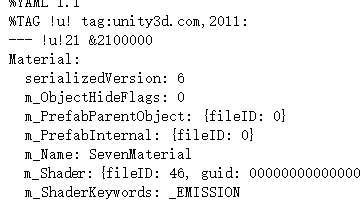 %YAML 1.1
%TAG !u! tag:unity3d.com,2011:
--- !u!21 &2100000
Material:
  serializedVersion: 6
  m_ObjectHideFlags: 0
  m_PrefabParentObject: {fileID: 0}
  m_PrefabInternal: {fileID: 0}
  m_Name: SevenMaterial
  m_Shader: {fileID: 46, guid: 00000000000000
  m_ShaderKeywords: _EMISSION